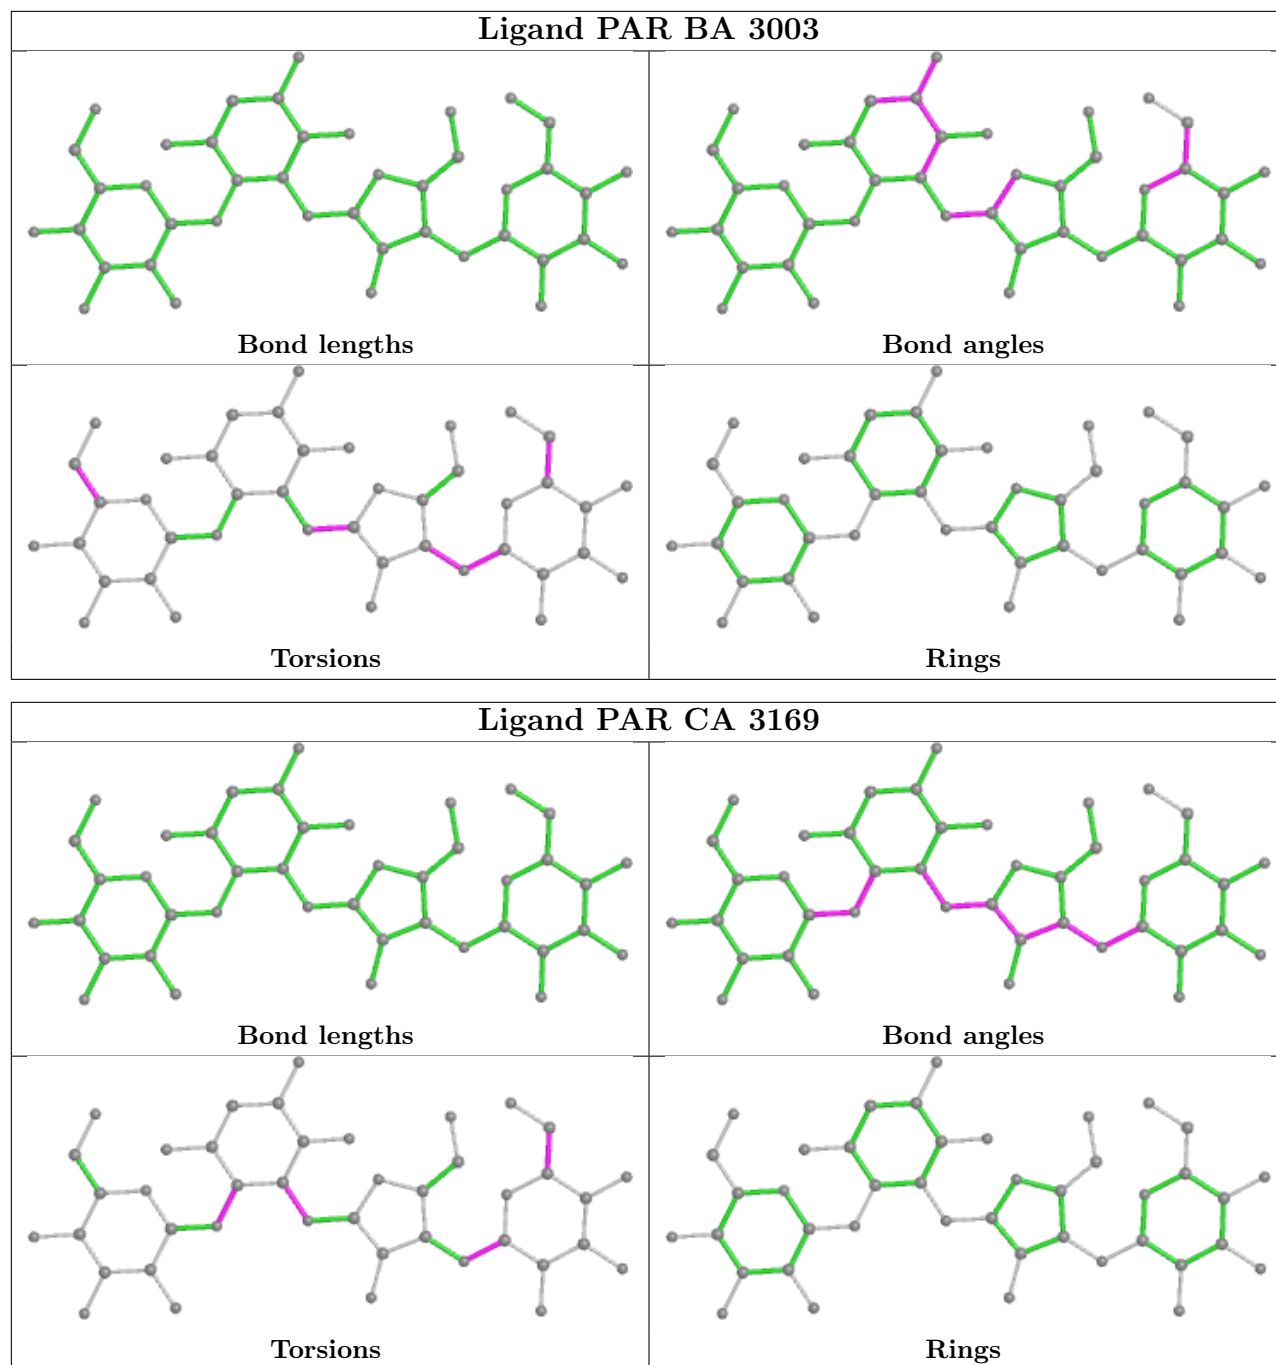 Ligand PAR BA 3003
Bond lengths
Bond angles
Torsions
Rings
Ligand PAR CA 3169
Bond lengths
Bond angles
Torsions
Rings